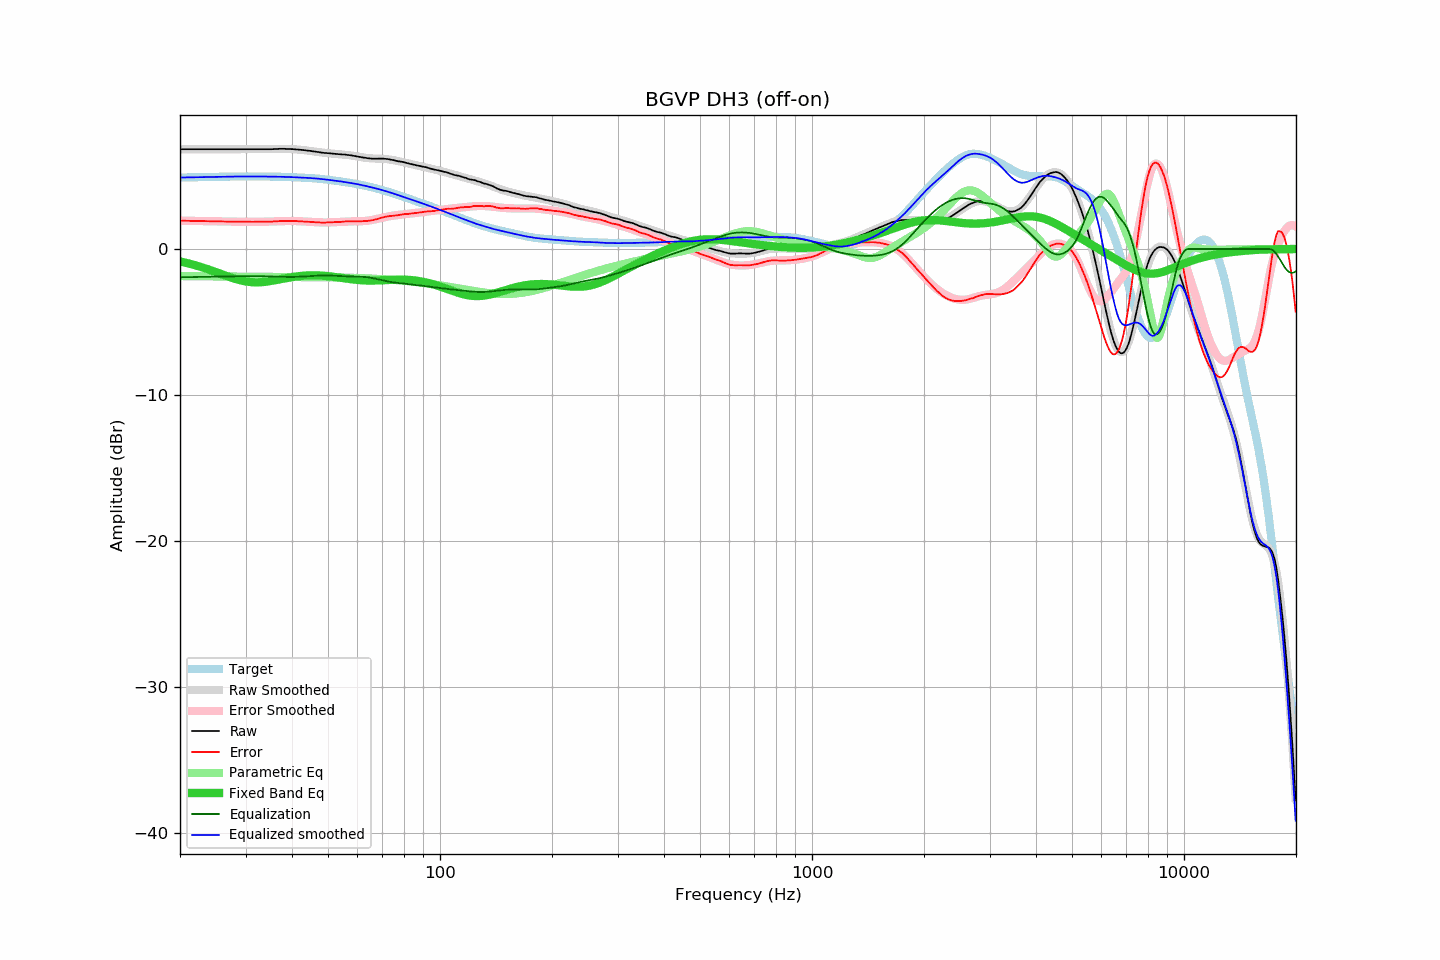 BGVP DH3 (off-on)
Amplitude (dBr)
0
−10
−20
−30
−40
Target
Raw Smoothed
Error Smoothed
Raw
Error
Parametric Eq
Fixed Band Eq
Equalization
Equalized smoothed
100
1000
10000
Frequency (Hz)